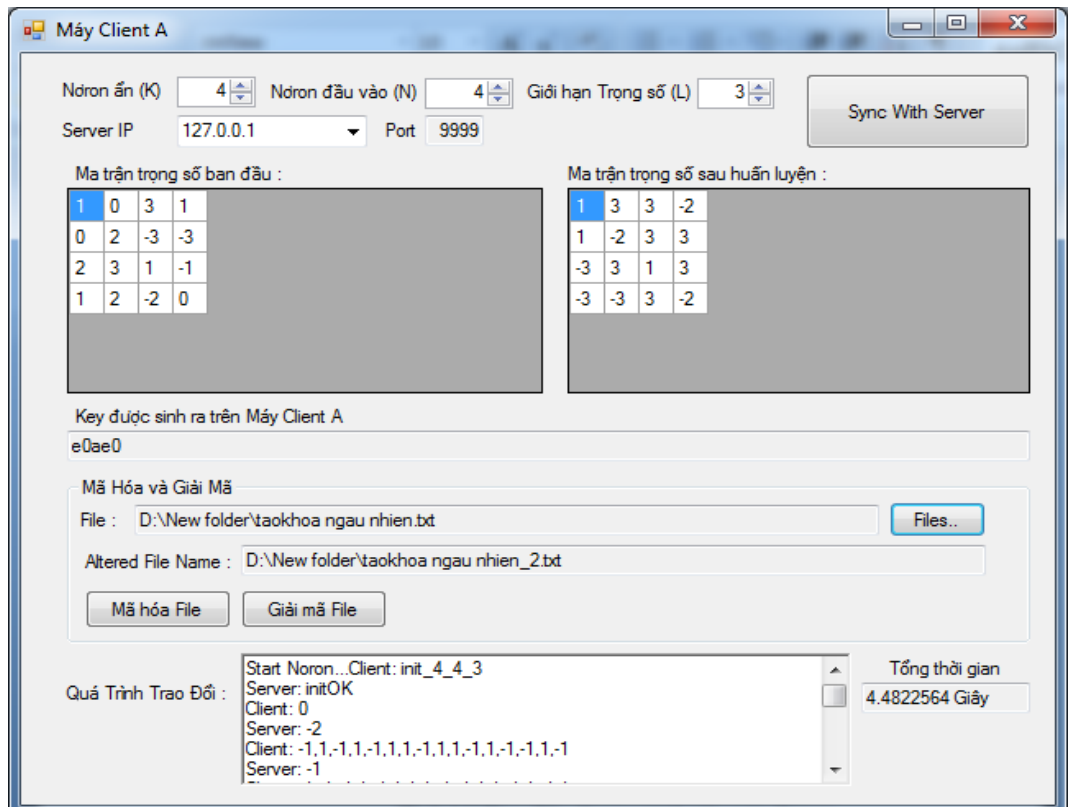 Máy Client A
Nơron ẩn (K) 4 Nơron đầu vào (N) 4 Giới hạn Trọng số (L) 3 Sync With Server
Server IP 127.0.0.1 Port 9999
Ma trận trọng số ban đầu : Ma trận trọng số sau huấn luyện :
1 0 3 1 1 3 3 -2
0 2 -3 -3 1 -2 3 3
2 3 1 -1 -3 3 1 3
1 2 -2 0 -3 -3 3 -2
Key được sinh ra trên Máy Client A
e0ae0
Mã Hóa và Giải Mã
File : D:\New folder\taokhoa ngau nhien.txt Files..
Altered File Name : D:\New folder\taokhoa ngau nhien_2.txt
Mã hóa File Giải mã File
Start Noron...Client: init_4_4_3 Tổng thời gian
Quá Trình Trao Đổi : Server: initOK 4.4822564 Giây
Client: 0
Server: -2
Client: -1,1,-1,1,-1,1,1,-1,1,1,-1,1,-1,-1,1,-1
Server: -1